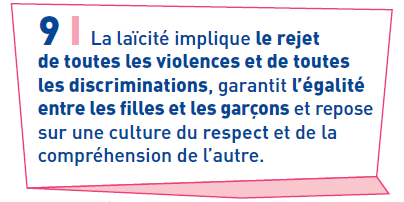 9 | La laïcité implique le rejet
de toutes les violences et de toutes
les discriminations, garantit l’égalité
entre les filles et les garçons et repose
sur une culture du respect et de la
compréhension de l’autre.